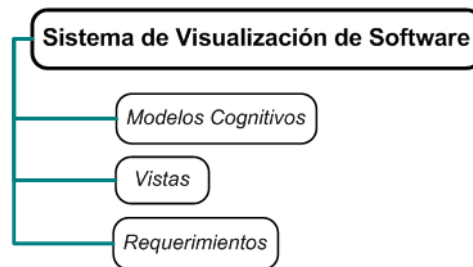 Sistema de Visualización de Software
Modelos Cognitivos
Vistas
Requerimientos